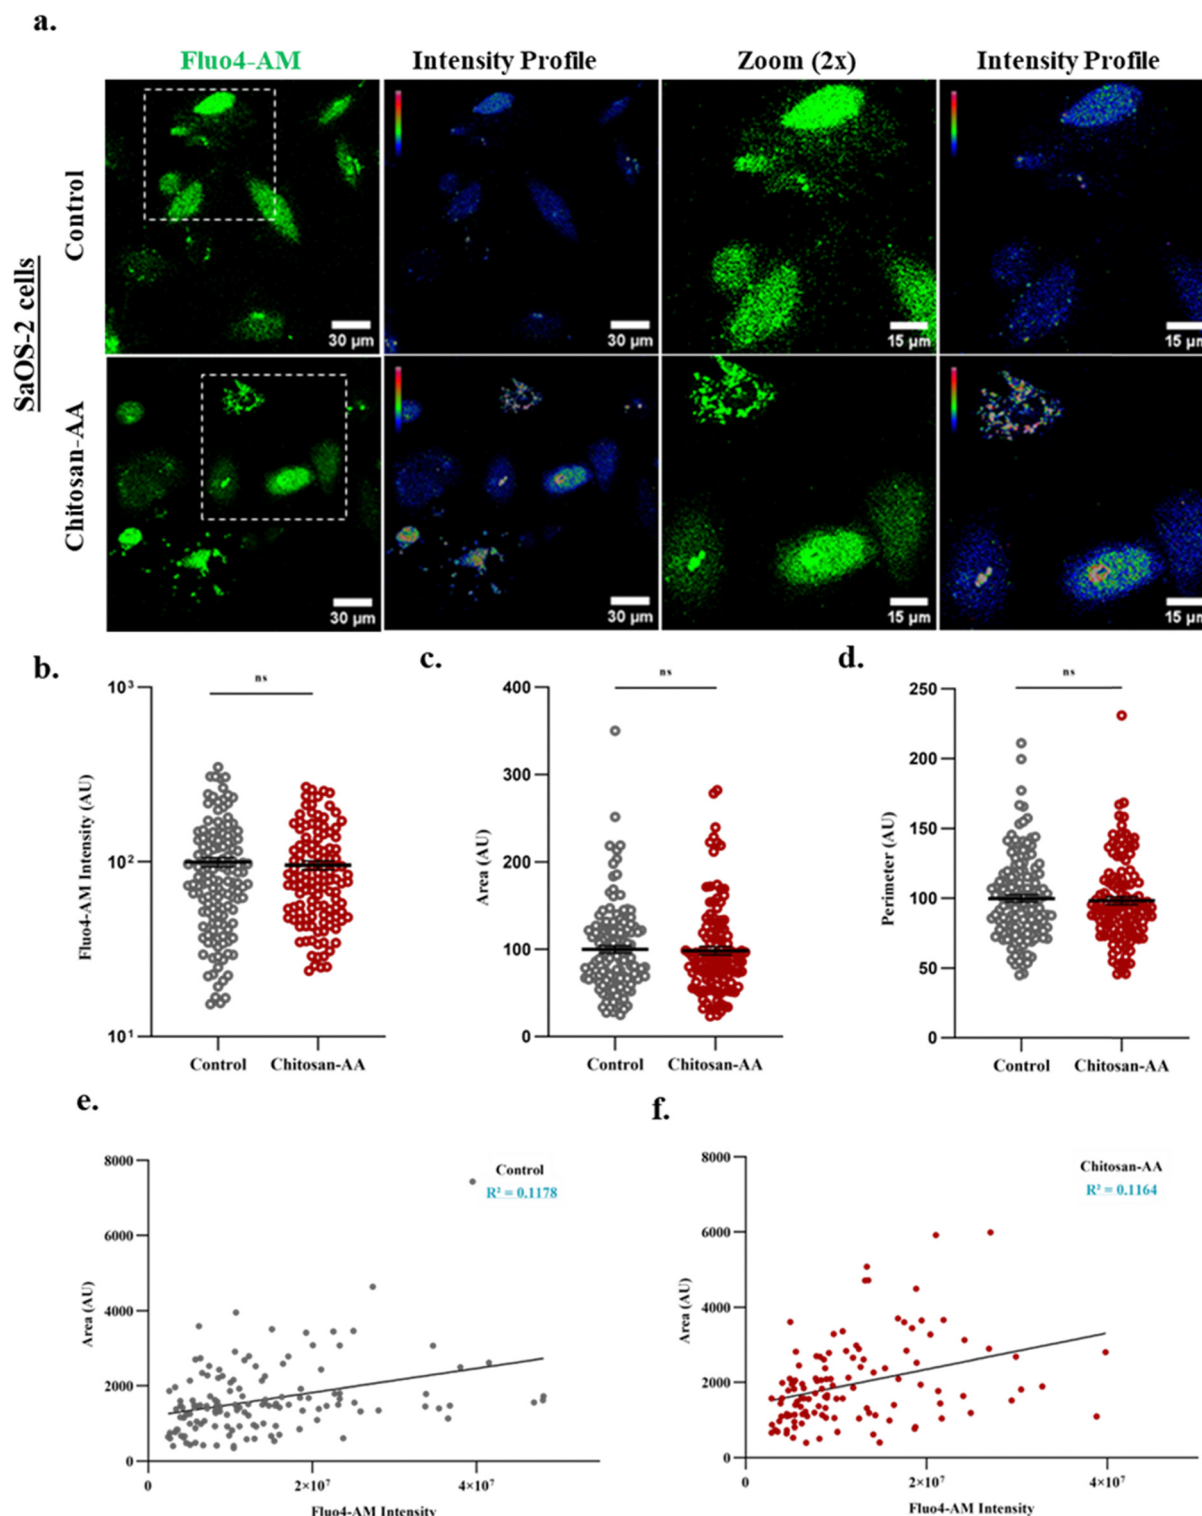 a.
Fluo4-AM Intensity Profile Zoom (2x) Intensity Profile
SaOS-2 cells
Control
30 µm 30 µm 15 µm 15 µm
Chitosan-AA
30 µm 30 µm 15 µm 15 µm
b.
ns
Fluo4-AM Intensity (AU)
10³
10²
10¹
Control Chitosan-AA
c.
ns
Area (AU)
400
300
200
100
0
Control Chitosan-AA
d.
ns
Perimeter (AU)
250
200
150
100
50
0
Control Chitosan-AA
e.
Control
R² = 0.1178
Area (AU)
8000
6000
4000
2000
0
0 2×10⁷ 4×10⁷
Fluo4-AM Intensity
f.
Chitosan-AA
R² = 0.1164
Area (AU)
8000
6000
4000
2000
0
0 2×10⁷ 4×10⁷
Fluo4-AM Intensity